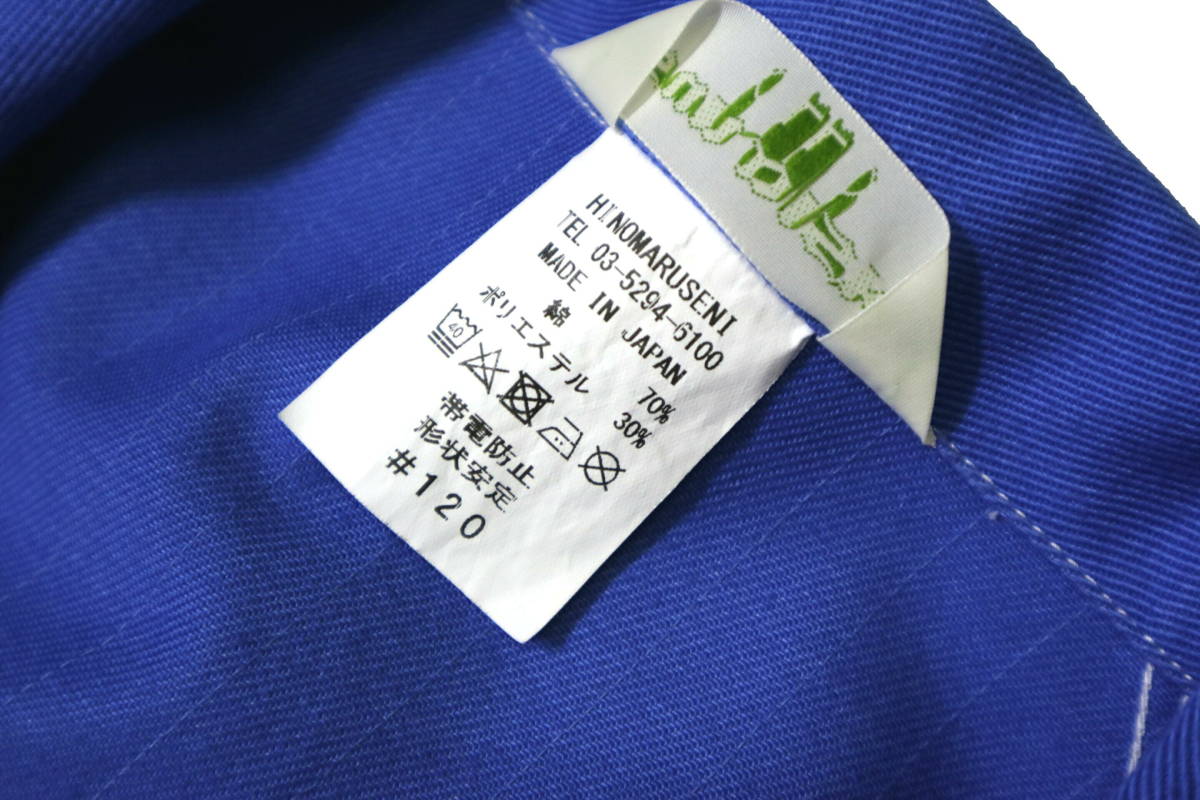 HINOMARUSENI
TEL 03-5294-6100
MADE IN JAPAN
綿 70%
ポリエステル 30%
40
帯電防止
形状安定
#120